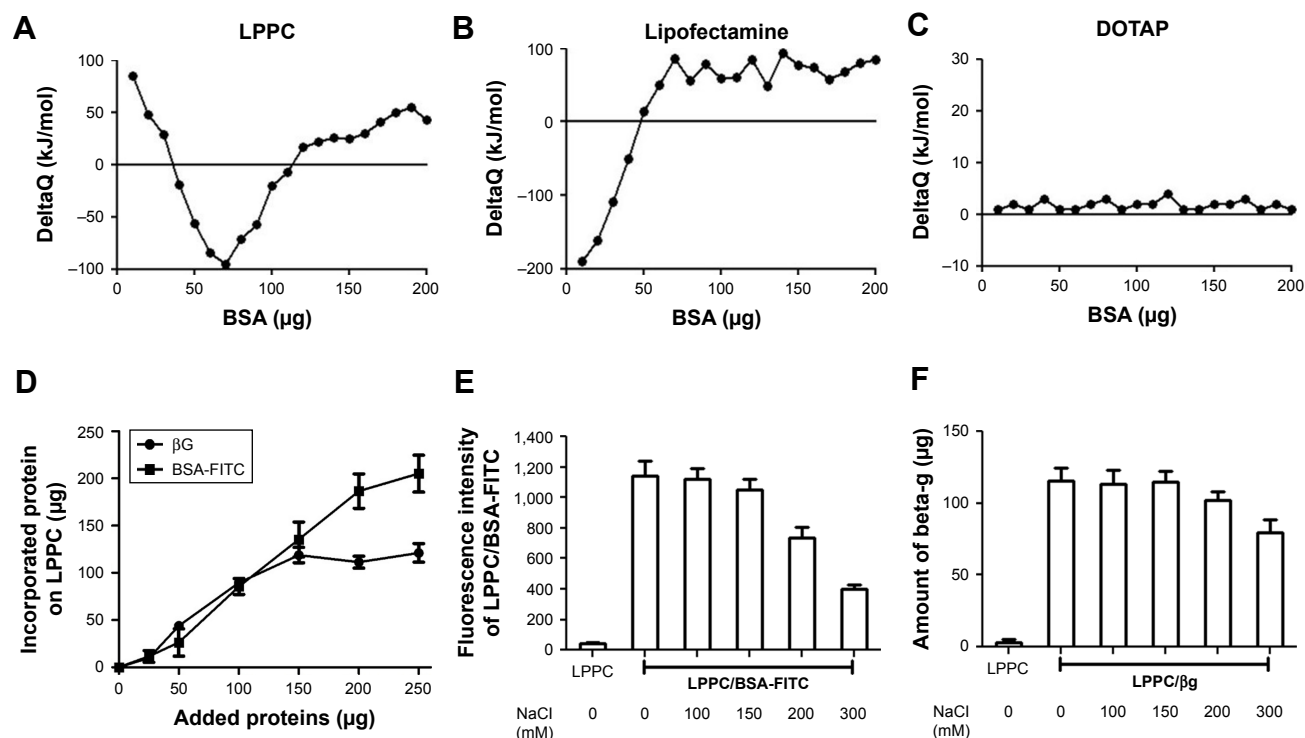 A
LPPC
DeltaQ (kJ/mol)
100
50
0
–50
–100
0
50
100
150
200
BSA (µg)
B
Lipofectamine
DeltaQ (kJ/mol)
100
0
–100
–200
0
50
100
150
200
BSA (µg)
C
DOTAP
DeltaQ (kJ/mol)
30
20
10
0
–10
0
50
100
150
200
BSA (µg)
D
Incorporated protein
on LPPC (µg)
250
200
150
100
50
0
βG
BSA-FITC
0
50
100
150
200
250
Added proteins (µg)
E
Fluorescence intensity
of LPPC/BSA-FITC
1,400
1,200
1,000
800
600
400
200
0
LPPC
LPPC/BSA-FITC
NaCl
(mM)
0
0
100
150
200
300
F
Amount of beta-g (µg)
150
100
50
0
LPPC
LPPC/βg
NaCl
(mM)
0
0
100
150
200
300